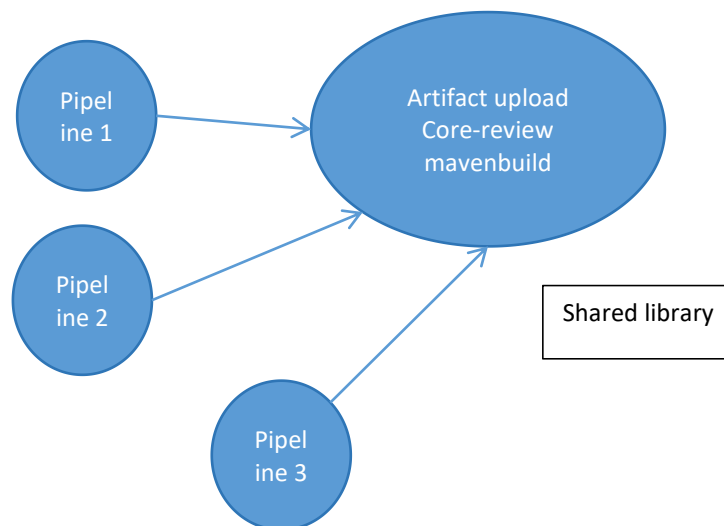 Pipel
ine 1
Artifact upload
Core-review
mavenbuild
Pipel
ine 2
Shared library
Pipel
ine 3